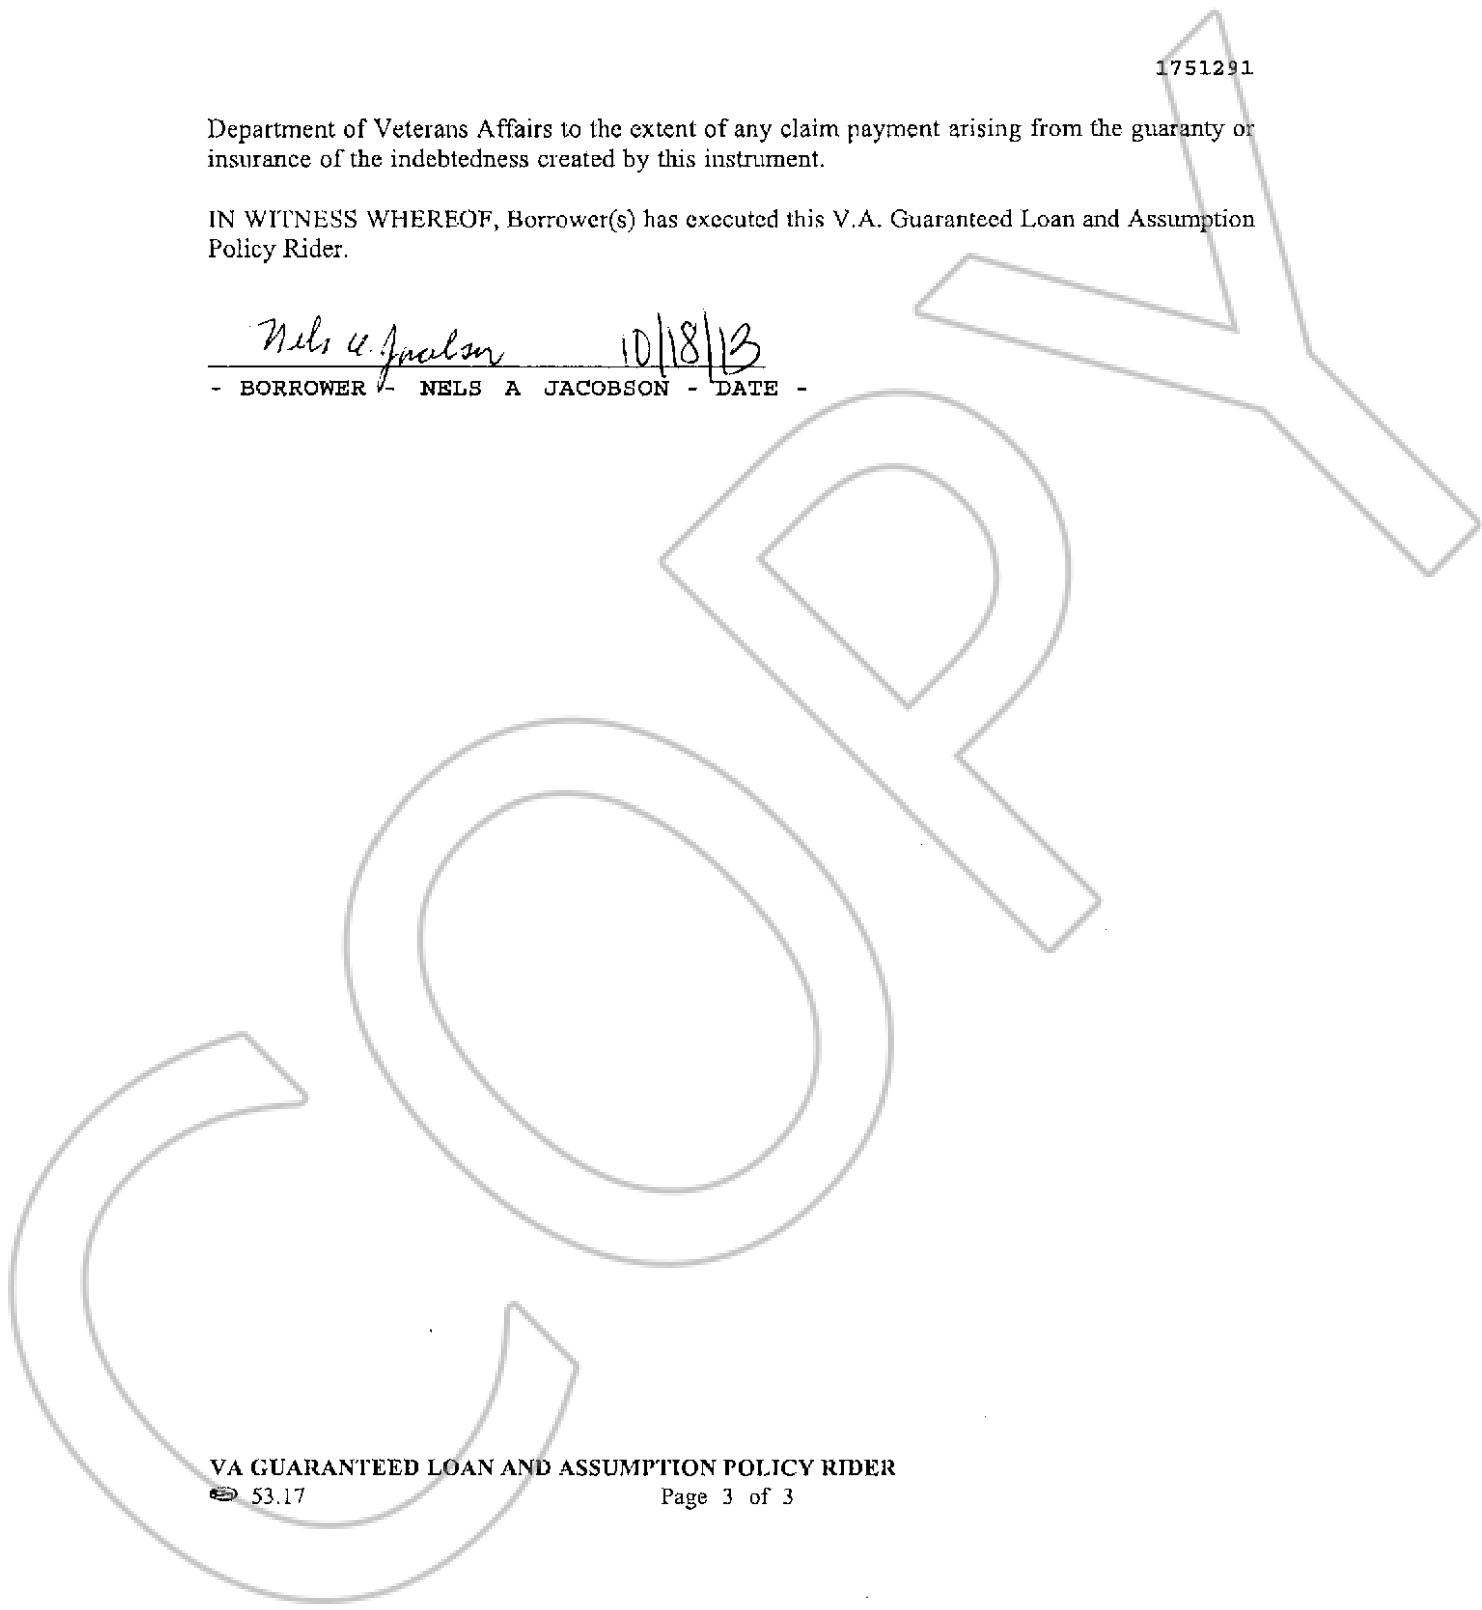 1751291
Department of Veterans Affairs to the extent of any claim payment arising from the guaranty or
insurance of the indebtedness created by this instrument.
IN WITNESS WHEREOF, Borrower(s) has executed this V.A. Guaranteed Loan and Assumption
Policy Rider.
Nels A. Jacobson 10/18/13
- BORROWER - NELS A JACOBSON - DATE -
COPY
VA GUARANTEED LOAN AND ASSUMPTION POLICY RIDER
53.17 Page 3 of 3